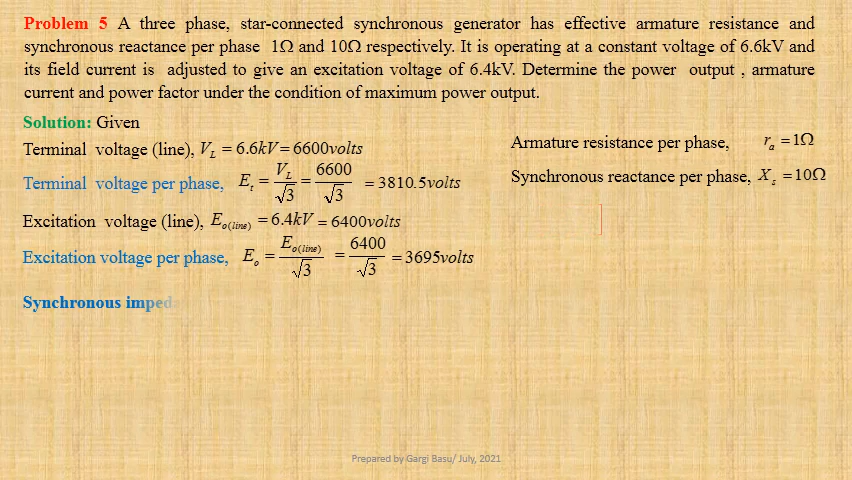 Problem 5 A three phase, star-connected synchronous generator has effective armature resistance and
synchronous reactance per phase 1Ω and 10Ω respectively. It is operating at a constant voltage of 6.6kV and
its field current is adjusted to give an excitation voltage of 6.4kV. Determine the power output , armature
current and power factor under the condition of maximum power output.
Solution: Given
Terminal voltage (line), V_L = 6.6kV = 6600volts
Armature resistance per phase, r_a = 1Ω
Terminal voltage per phase, E_t = V_L/√3 = 6600/√3 = 3810.5volts
Synchronous reactance per phase, X_s = 10Ω
Excitation voltage (line), E_o(line) = 6.4kV = 6400volts
Excitation voltage per phase, E_o = E_o(line)/√3 = 6400/√3 = 3695volts
Synchronous imped
Prepared by Gargi Basu/ July, 2021